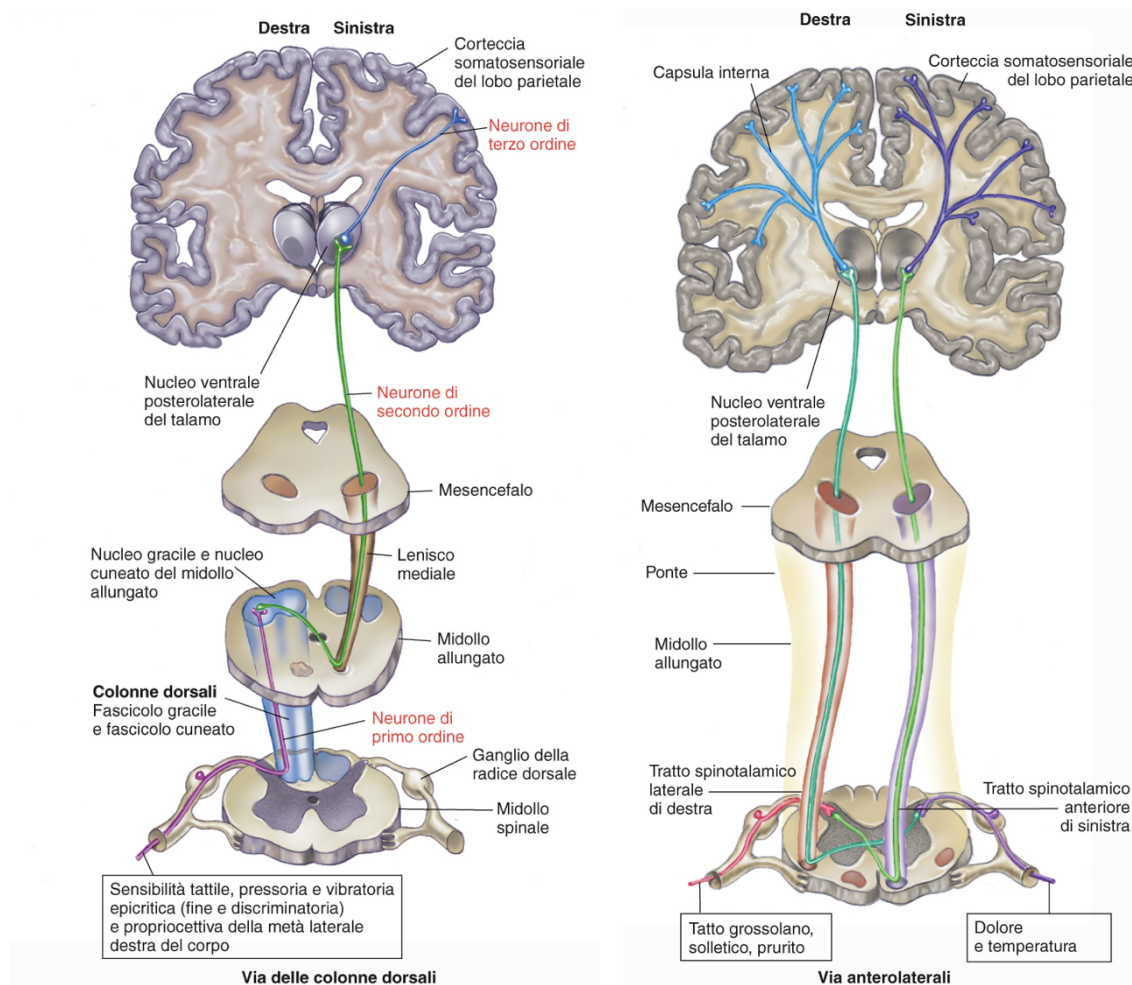 Destra
Sinistra
Corteccia
somatosensoriale
del lobo parietale
Neurone di
terzo ordine
Nucleo ventrale
posterolaterale
del talamo
Neurone di
secondo ordine
Mesencefalo
Nucleo gracile e nucleo
cuneato del midollo
allungato
Lenisco
mediale
Midollo
allungato
Colonne dorsali
Fascicolo gracile
e fascicolo cuneato
Neurone di
primo ordine
Ganglio della
radice dorsale
Midollo
spinale
Sensibilità tattile, pressoria e vibratoria
epicritica (fine e discriminatoria)
e propriocettiva della metà laterale
destra del corpo
Via delle colonne dorsali
Destra
Sinistra
Capsula interna
Corteccia somatosensoriale
del lobo parietale
Nucleo ventrale
posterolaterale
del talamo
Mesencefalo
Ponte
Midollo
allungato
Tratto spinotalamico
laterale
di destra
Tratto spinotalamico
anteriore
di sinistra
Tatto grossolano,
solletico, prurito
Dolore
e temperatura
Via anterolaterali